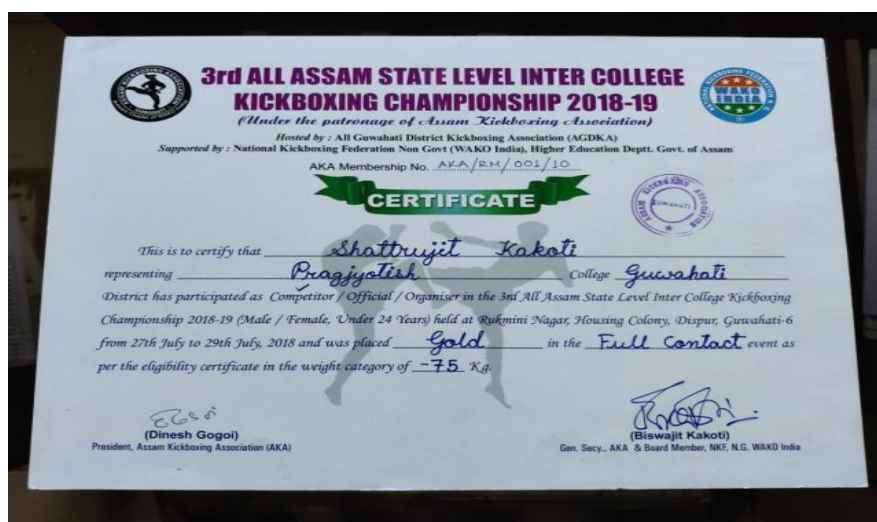 3rd ALL ASSAM STATE LEVEL INTER COLLEGE
KICKBOXING CHAMPIONSHIP 2018-19
(Under the patronage of Assam Kickboxing Association)
Hosted by : All Guwahati District Kickboxing Association (AGDKA)
Supported by : National Kickboxing Federation Non Govt (WAKO India), Higher Education Deptt. Govt. of Assam
AKA Membership No. AKA/RH/001/10
CERTIFICATE
WAKO
INDIA
ASSAM KICKBOXING ASSOCIATION
GUWAHATI
This is to certify that Shattrujit Kakoti
representing Pragjyotish College Guwahati
District has participated as Competitor / Official / Organiser in the 3rd All Assam State Level Inter College Kickboxing
Championship 2018-19 (Male / Female, Under 24 Years) held at Rukmini Nagar, Housing Colony, Dispur, Guwahati-6
from 27th July to 29th July, 2018 and was placed Gold in the Full Contact event as
per the eligibility certificate in the weight category of -75 Kg.
(Dinesh Gogoi)
President, Assam Kickboxing Association (AKA)
(Biswajit Kakoti)
Gen. Secy., AKA & Board Member, NKF, N.G. WAKO India